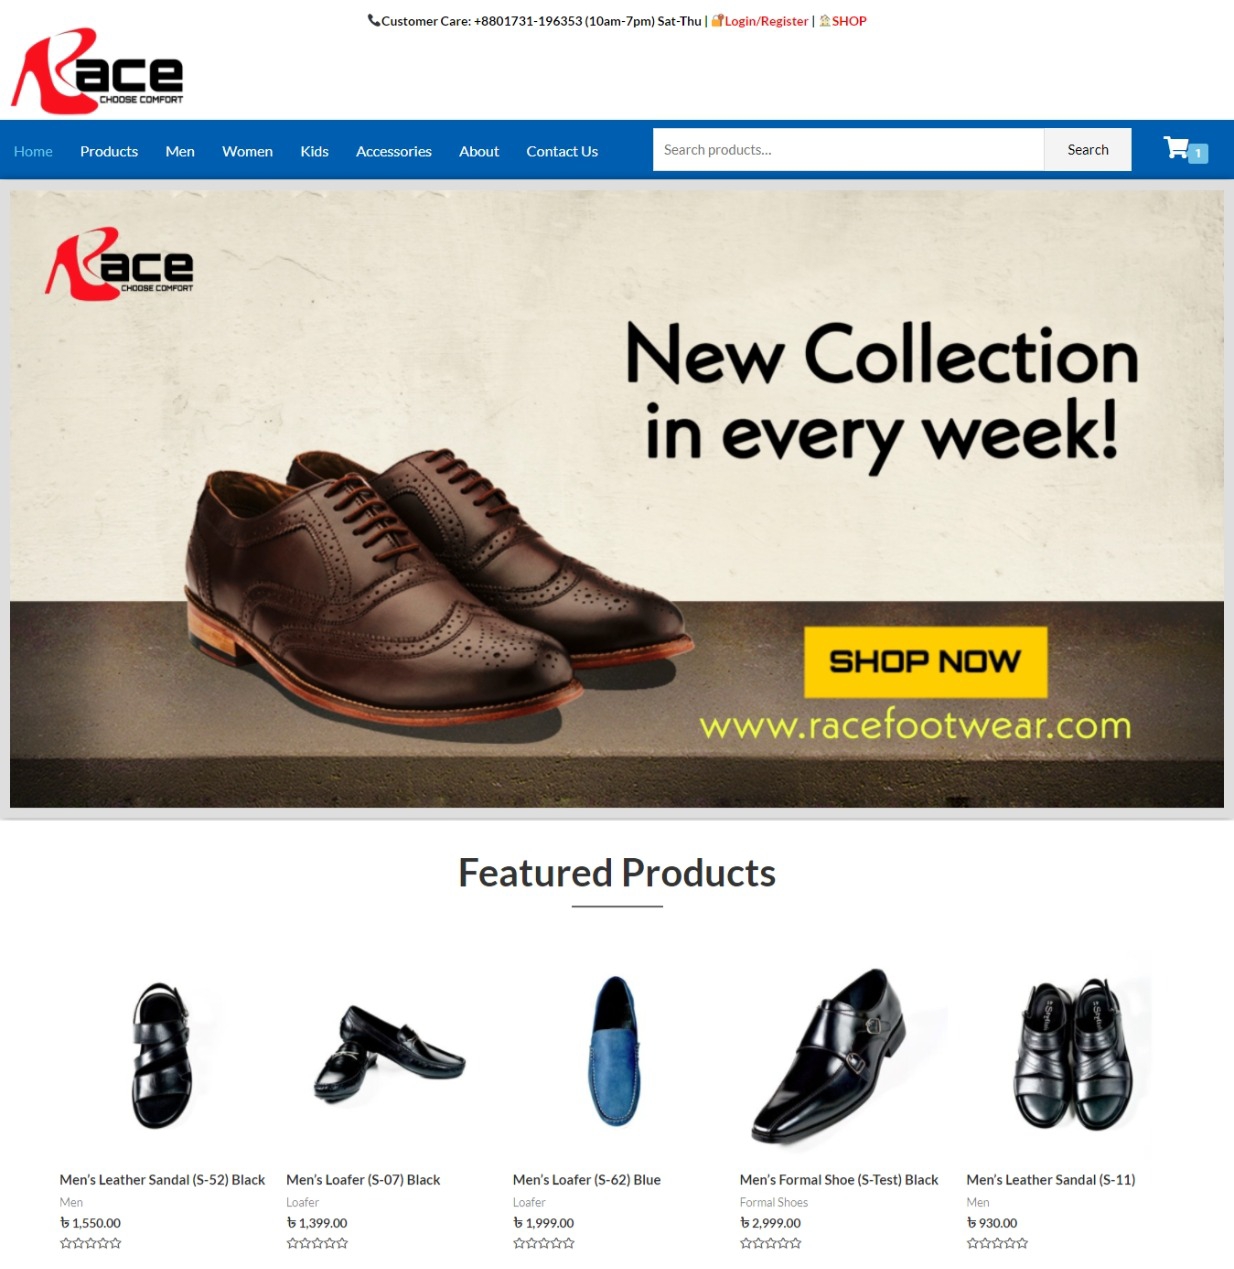 📞Customer Care: +8801731-196353 (10am-7pm) Sat-Thu | 🔐Login/Register | 🏠SHOP
Race
CHOOSE COMFORT
Home Products Men Women Kids Accessories About Contact Us Search products... Search 1
Race
CHOOSE COMFORT
New Collection
in every week!
SHOP NOW
www.racefootwear.com
Featured Products
Men's Leather Sandal (S-52) Black
Men
৳ 1,550.00
Men's Loafer (S-07) Black
Loafer
৳ 1,399.00
Men's Loafer (S-62) Blue
Loafer
৳ 1,999.00
Men's Formal Shoe (S-Test) Black
Formal Shoes
৳ 2,999.00
Men's Leather Sandal (S-11)
Men
৳ 930.00